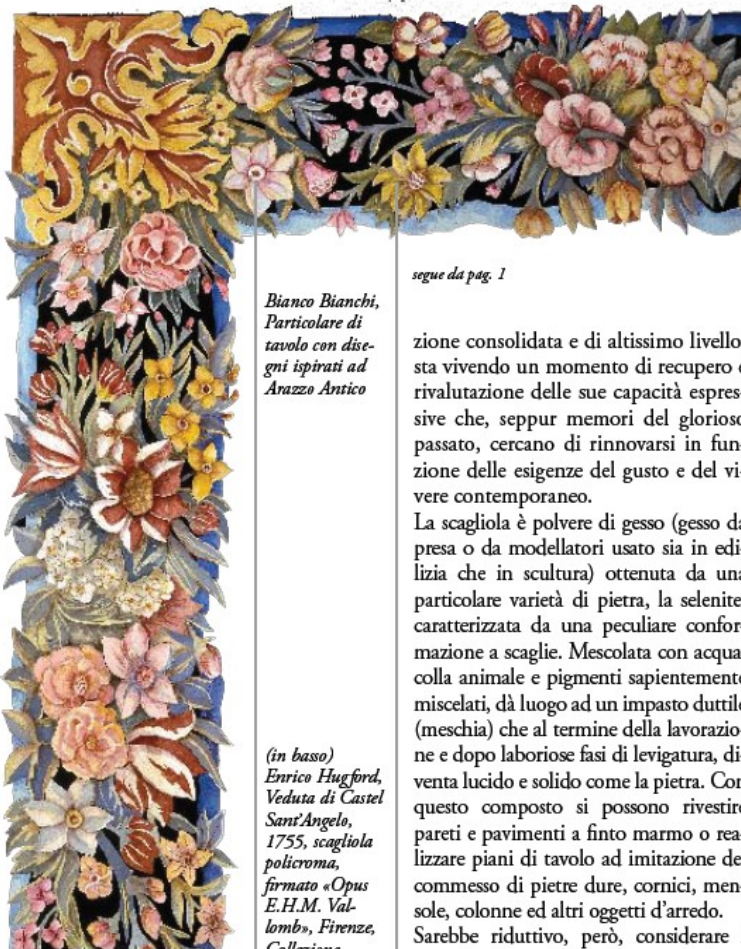 Bianco Bianchi,
Particolare di
tavolo con dise-
gni ispirati ad
Arazzo Antico
(in basso)
Enrico Hugford,
Veduta di Castel
Sant'Angelo,
1755, scagliola
policroma,
firmato «Opus
E.H.M. Val-
lomb», Firenze,
Collezione
segue da pag. 1
zione consolidata e di altissimo livello
sta vivendo un momento di recupero e
rivalutazione delle sue capacità espres-
sive che, seppur memori del glorioso
passato, cercano di rinnovarsi in fun-
zione delle esigenze del gusto e del vi-
vere contemporaneo.
La scagliola è polvere di gesso (gesso da
presa o da modellatori usato sia in edi-
lizia che in scultura) ottenuta da una
particolare varietà di pietra, la selenite
caratterizzata da una peculiare confor-
mazione a scaglie. Mescolata con acqua
colla animale e pigmenti sapientemente
miscelati, dà luogo ad un impasto duttile
(meschia) che al termine della lavorazio-
ne e dopo laboriose fasi di levigatura, di-
venta lucido e solido come la pietra. Con
questo composto si possono rivestire
pareti e pavimenti a finto marmo o rea-
lizzare piani di tavolo ad imitazione de
commesso di pietre dure, cornici, men-
sole, colonne ed altri oggetti d'arredo.
Sarebbe riduttivo, però, considerare